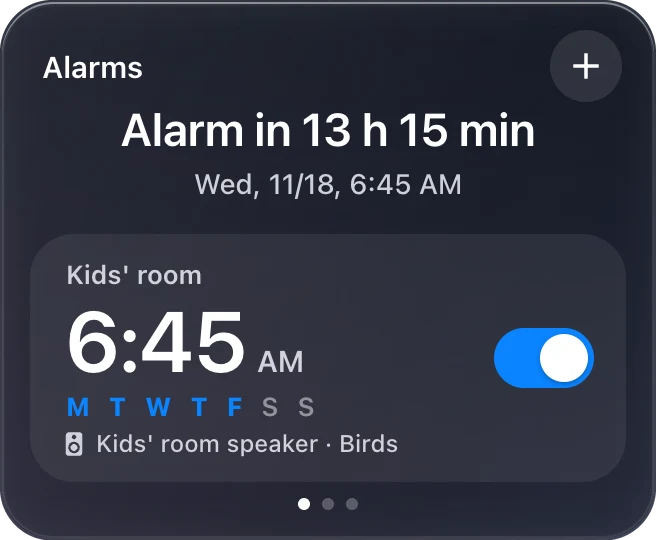 Alarms
Alarm in 13 h 15 min
Wed, 11/18, 6:45 AM
Kids' room
6:45 AM
M T W T F S S
Kids' room speaker · Birds